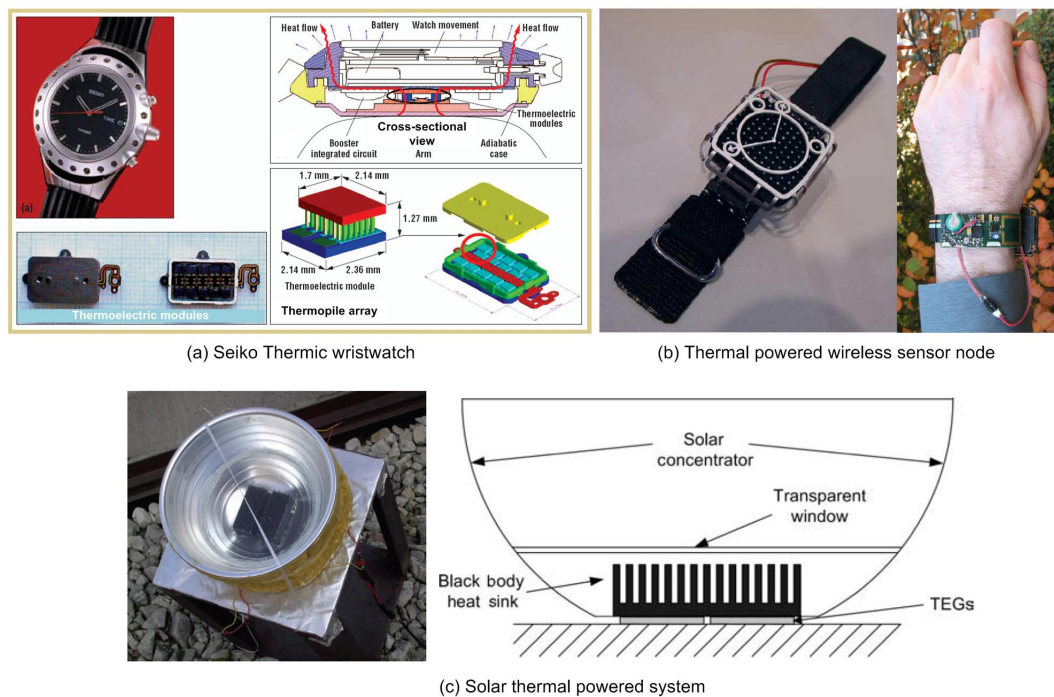 Heat flow
Battery
Watch movement
Heat flow
SEIKO
TIME
(a)
Cross-sectional
view
Thermoelectric
modules
Booster
integrated circuit
Arm
Adiabatic
case
1.7 mm
2.14 mm
1.27 mm
2.14 mm
2.36 mm
Thermoelectric module
Thermopile array
Thermoelectric modules
(a) Seiko Thermic wristwatch
(b) Thermal powered wireless sensor node
Solar
concentrator
Transparent
window
Black body
heat sink
TEGs
(c) Solar thermal powered system